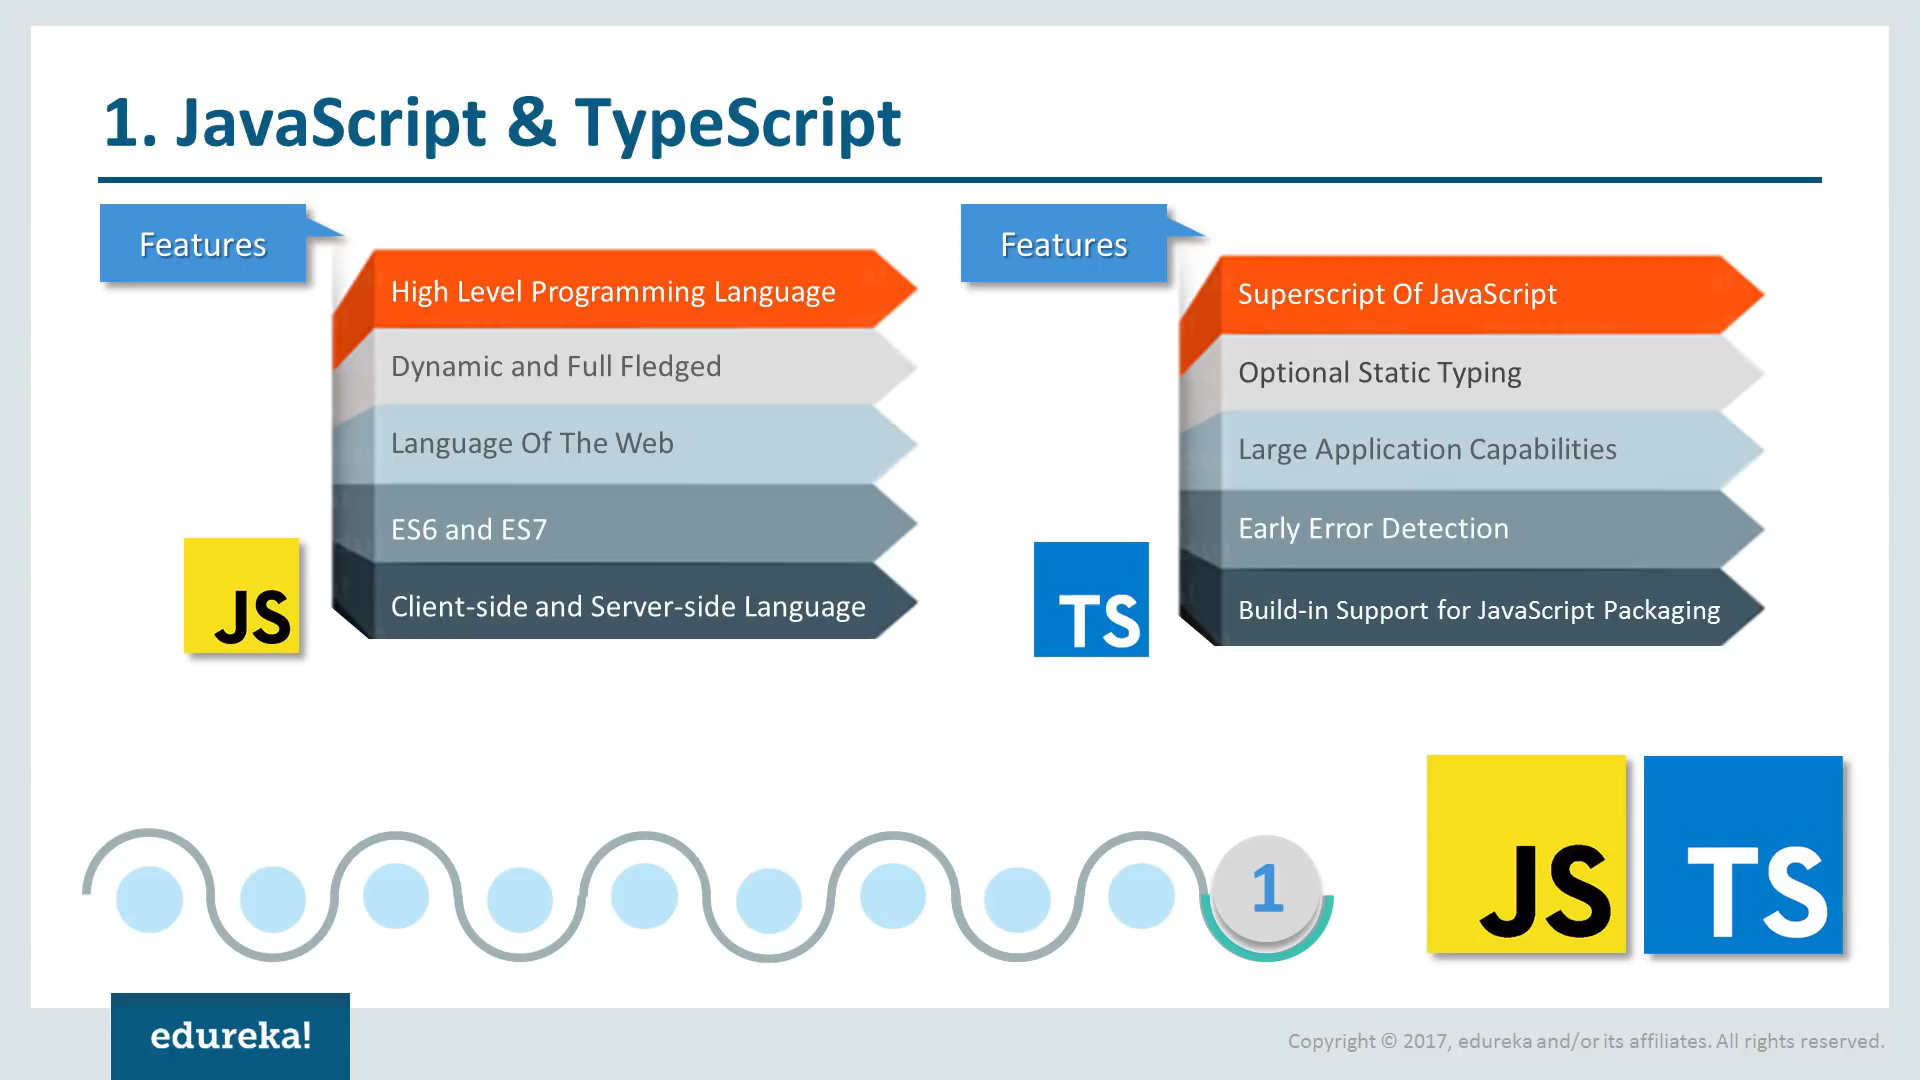 1. JavaScript & TypeScript
Features
High Level Programming Language
Dynamic and Full Fledged
Language Of The Web
ES6 and ES7
Client-side and Server-side Language
JS
Features
Superscript Of JavaScript
Optional Static Typing
Large Application Capabilities
Early Error Detection
Build-in Support for JavaScript Packaging
TS
1
JS
TS
edureka!
Copyright © 2017, edureka and/or its affiliates. All rights reserved.